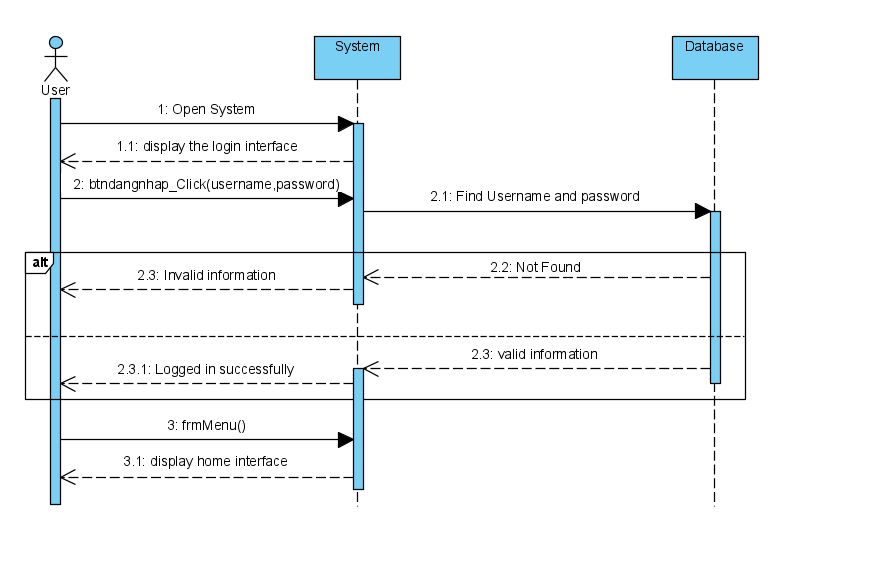 System
Database
User
1: Open System
1.1: display the login interface
2: btndangnhap_Click(username,password)
2.1: Find Username and password
alt
2.2: Not Found
2.3: Invalid information
2.3: valid information
2.3.1: Logged in successfully
3: frmMenu()
3.1: display home interface